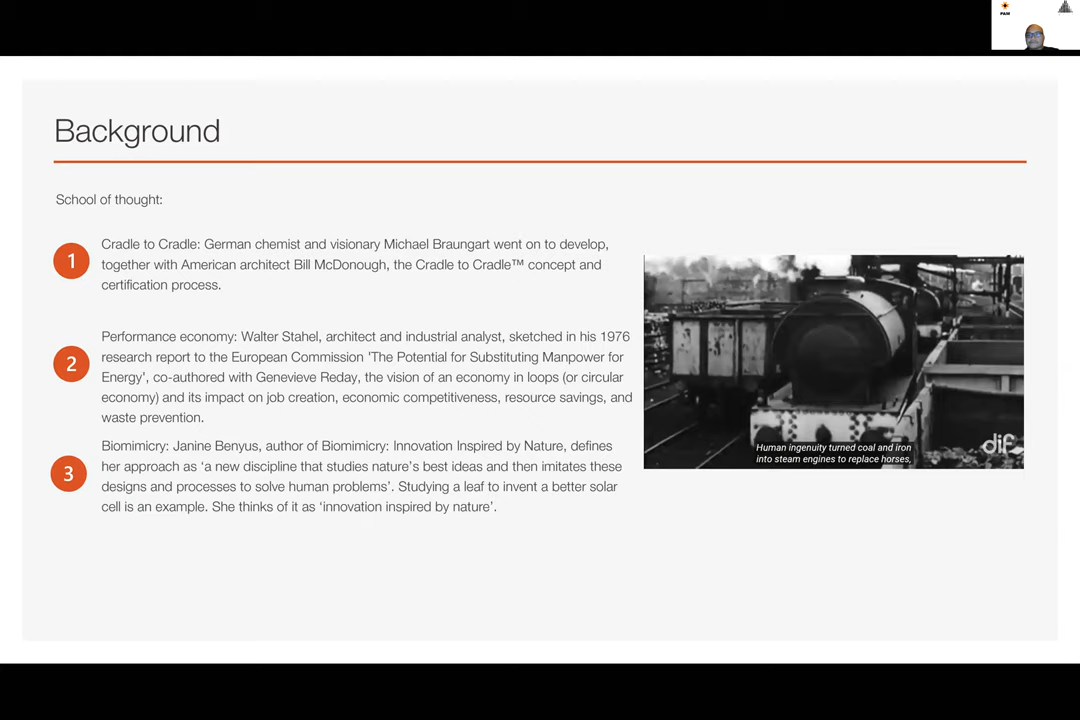 PAM
Background
School of thought:
1
Cradle to Cradle: German chemist and visionary Michael Braungart went on to develop,
together with American architect Bill McDonough, the Cradle to Cradle™ concept and
certification process.
2
Performance economy: Walter Stahel, architect and industrial analyst, sketched in his 1976
research report to the European Commission 'The Potential for Substituting Manpower for
Energy', co-authored with Genevieve Reday, the vision of an economy in loops (or circular
economy) and its impact on job creation, economic competitiveness, resource savings, and
waste prevention.
3
Biomimicry: Janine Benyus, author of Biomimicry: Innovation Inspired by Nature, defines
her approach as ‘a new discipline that studies nature’s best ideas and then imitates these
designs and processes to solve human problems’. Studying a leaf to invent a better solar
cell is an example. She thinks of it as ‘innovation inspired by nature’.
Human ingenuity turned coal and iron
into steam engines to replace horses,
dif